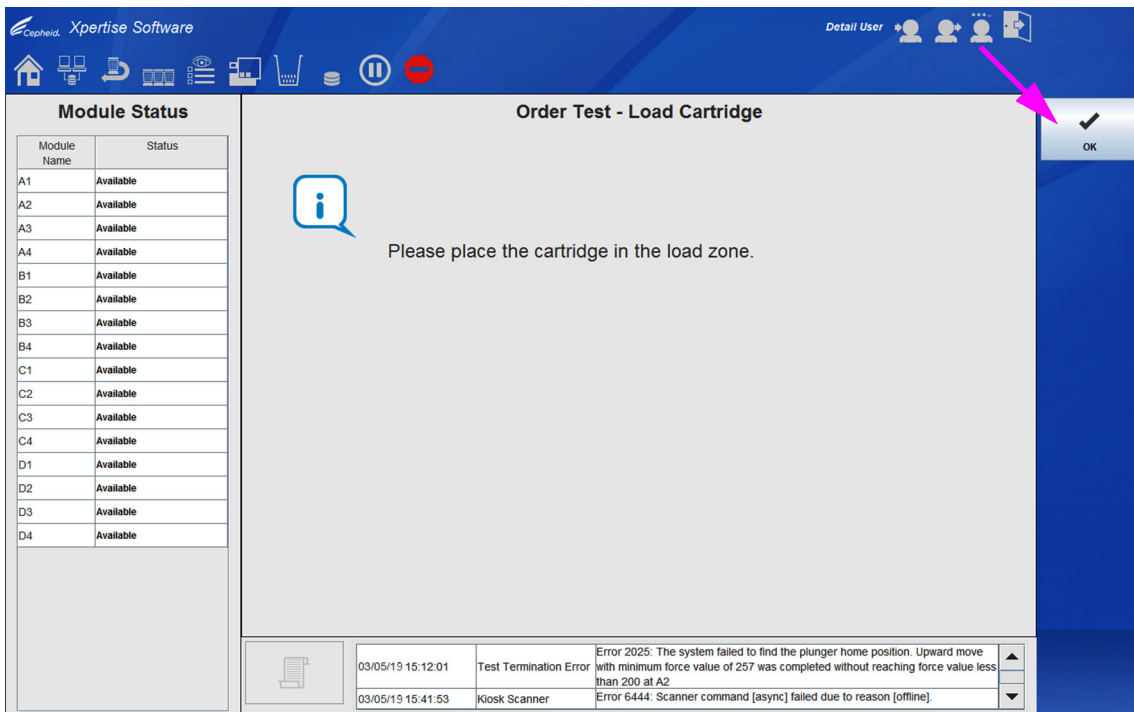 Cepheid. Xpertise Software
Detail User
Module Status
Order Test - Load Cartridge
OK
Module Name
Status
A1 Available
A2 Available
A3 Available
A4 Available
B1 Available
B2 Available
B3 Available
B4 Available
C1 Available
C2 Available
C3 Available
C4 Available
D1 Available
D2 Available
D3 Available
D4 Available
i
Please place the cartridge in the load zone.
03/05/19 15:12:01 Test Termination Error
Error 2025: The system failed to find the plunger home position. Upward move
with minimum force value of 257 was completed without reaching force value less
than 200 at A2
03/05/19 15:41:53 Kiosk Scanner Error 6444: Scanner command [async] failed due to reason [offline].